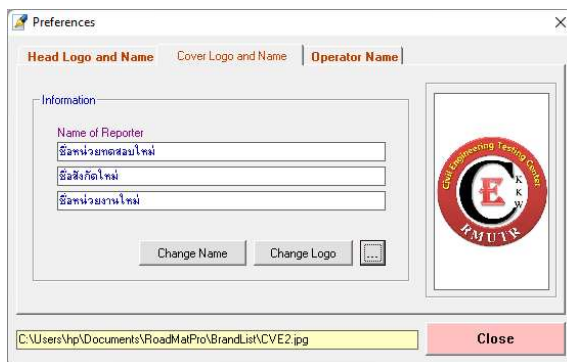 Preferences
Head Logo and Name
Cover Logo and Name
Operator Name
Information
Name of Reporter
ชื่อหน่วยทดสอบใหม่
ชื่อสังกัดใหม่
ชื่อหน่วยงานใหม่
Change Name
Change Logo
...
Civil Engineering Testing Center
C
E
K
K
W
RMUTR
C:\Users\hp\Documents\RoadMatPro\BrandList\CVE2.jpg
Close